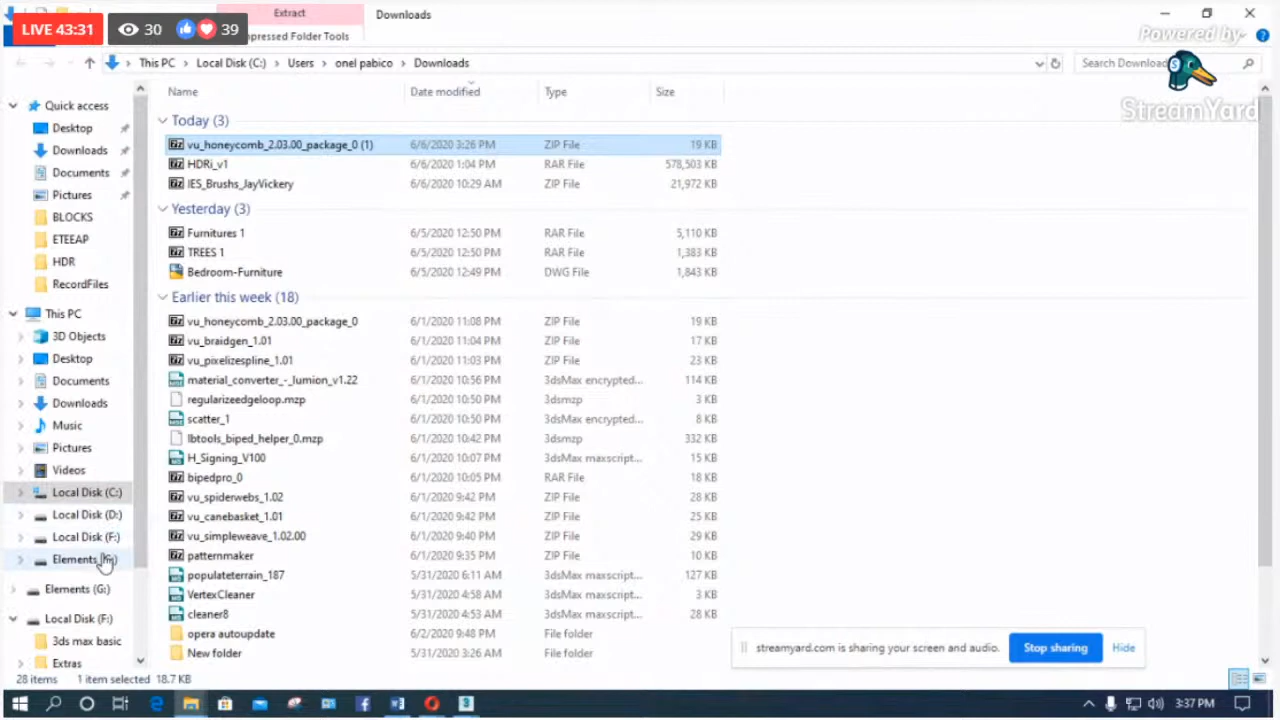 LIVE 43:31
30
39
Extract
Downloads
pressed Folder Tools
Powered by
This PC > Local Disk (C:) > Users > onel pabico > Downloads
Search Downloads
StreamYard
Name Date modified Type Size
Quick access
Desktop
Downloads
Documents
Pictures
BLOCKS
ETEEAP
HDR
RecordFiles
This PC
3D Objects
Desktop
Documents
Downloads
Music
Pictures
Videos
Local Disk (C:)
Local Disk (D:)
Local Disk (F:)
Elements
Elements (G:)
Local Disk (F:)
3ds max basic
Extras
Today (3)
vu_honeycomb_2.03.00_package_0 (1) 6/6/2020 3:26 PM ZIP File 19 KB
HDRi_v1 6/6/2020 1:04 PM RAR File 578,503 KB
IES_Brushs_JayVickery 6/6/2020 10:29 AM ZIP File 21,972 KB
Yesterday (3)
Furnitures 1 6/5/2020 12:50 PM RAR File 5,110 KB
TREES 1 6/5/2020 12:50 PM RAR File 1,383 KB
Bedroom-Furniture 6/5/2020 12:49 PM DWG File 1,843 KB
Earlier this week (18)
vu_honeycomb_2.03.00_package_0 6/1/2020 11:08 PM ZIP File 19 KB
vu_braidgen_1.01 6/1/2020 11:04 PM ZIP File 17 KB
vu_pixelizespline_1.01 6/1/2020 11:03 PM ZIP File 23 KB
material_converter_-_lumion_v1.22 6/1/2020 10:56 PM 3dsMax encrypted... 114 KB
regularizeedgeloop.mzp 6/1/2020 10:50 PM 3dsmzp 3 KB
scatter_1 6/1/2020 10:50 PM 3dsMax encrypted... 8 KB
lbtools_biped_helper_0.mzp 6/1/2020 10:42 PM 3dsmzp 332 KB
H_Signing_V100 6/1/2020 10:07 PM 3dsMax maxscript... 15 KB
bipedpro_0 6/1/2020 10:05 PM RAR File 18 KB
vu_spiderwebs_1.02 6/1/2020 9:42 PM ZIP File 28 KB
vu_canebasket_1.01 6/1/2020 9:42 PM ZIP File 25 KB
vu_simpleweave_1.02.00 6/1/2020 9:40 PM ZIP File 29 KB
patternmaker 6/1/2020 9:35 PM ZIP File 10 KB
populateterrain_187 5/31/2020 6:11 AM 3dsMax maxscript... 127 KB
VertexCleaner 5/31/2020 4:58 AM 3dsMax maxscript... 3 KB
cleaner8 5/31/2020 4:53 AM 3dsMax maxscript... 28 KB
opera autoupdate 6/2/2020 9:48 PM File folder
New folder 5/31/2020 3:26 AM File folder
streamyard.com is sharing your screen and audio. Stop sharing Hide
28 items 1 item selected 18.7 KB
3:37 PM